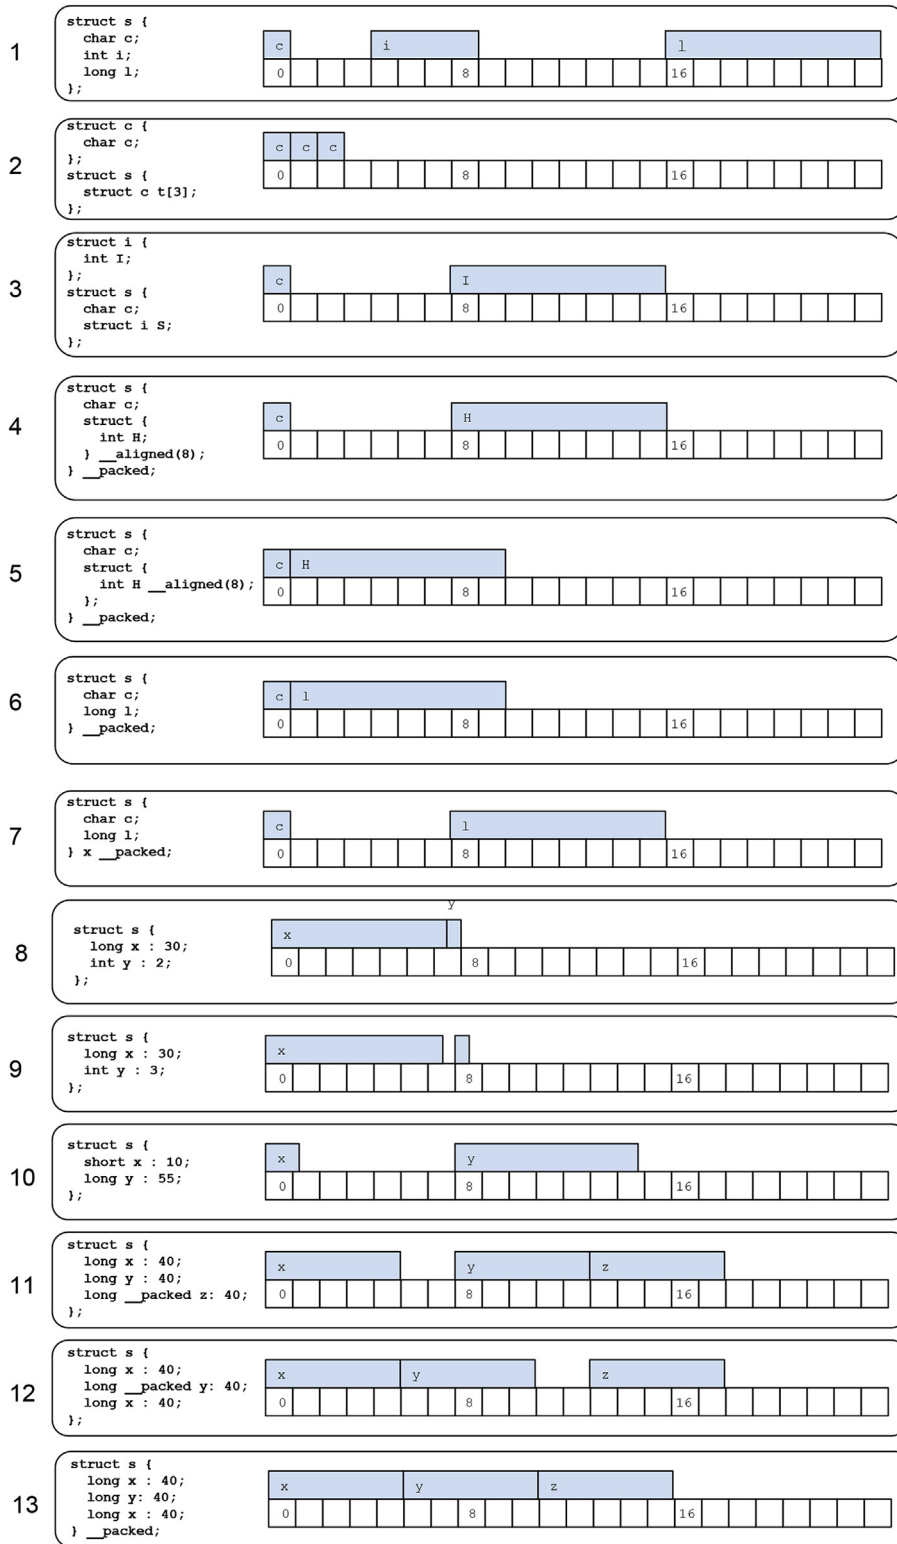 1
struct s {
char c;
int i;
long l;
};
c i l
0 8 16
2
struct c {
char c;
};
struct s {
struct c t[3];
};
c c c
0 8 16
3
struct i {
int I;
};
struct s {
char c;
struct i S;
};
c I
0 8 16
4
struct s {
char c;
struct {
int H;
} __aligned(8);
} __packed;
c H
0 8 16
5
struct s {
char c;
struct {
int H __aligned(8);
};
} __packed;
c H
0 8 16
6
struct s {
char c;
long l;
} __packed;
c l
0 8 16
7
struct s {
char c;
long l;
} x __packed;
c l
0 8 16
8
struct s {
long x : 30;
int y : 2;
};
y
x
0 8 16
9
struct s {
long x : 30;
int y : 3;
};
x
0 8 16
10
struct s {
short x : 10;
long y : 55;
};
x y
0 8 16
11
struct s {
long x : 40;
long y : 40;
long __packed z: 40;
};
x y z
0 8 16
12
struct s {
long x : 40;
long __packed y: 40;
long x : 40;
};
x y z
0 8 16
13
struct s {
long x : 40;
long y: 40;
long x : 40;
} __packed;
x y z
0 8 16